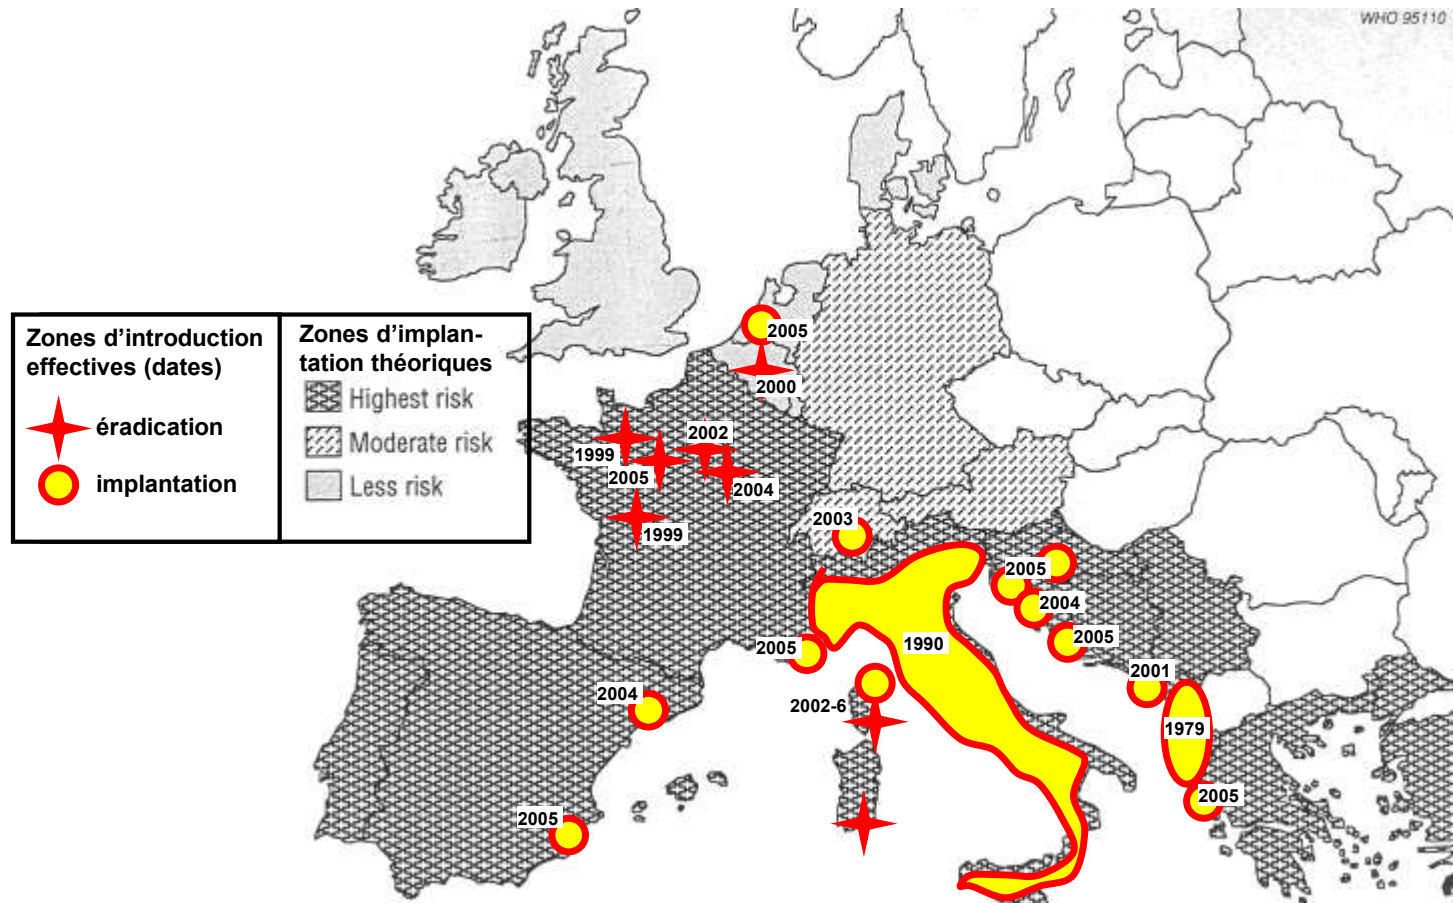 WHO 95110
Zones d’introduction
effectives (dates)
éradication
implantation
Zones d’implan-
tation théoriques
Highest risk
Moderate risk
Less risk
2005
2000
2002
1999
2005
2004
1999
2003
2005
2004
2005
1990
2005
2001
2004
2002-6
1979
2005
2005